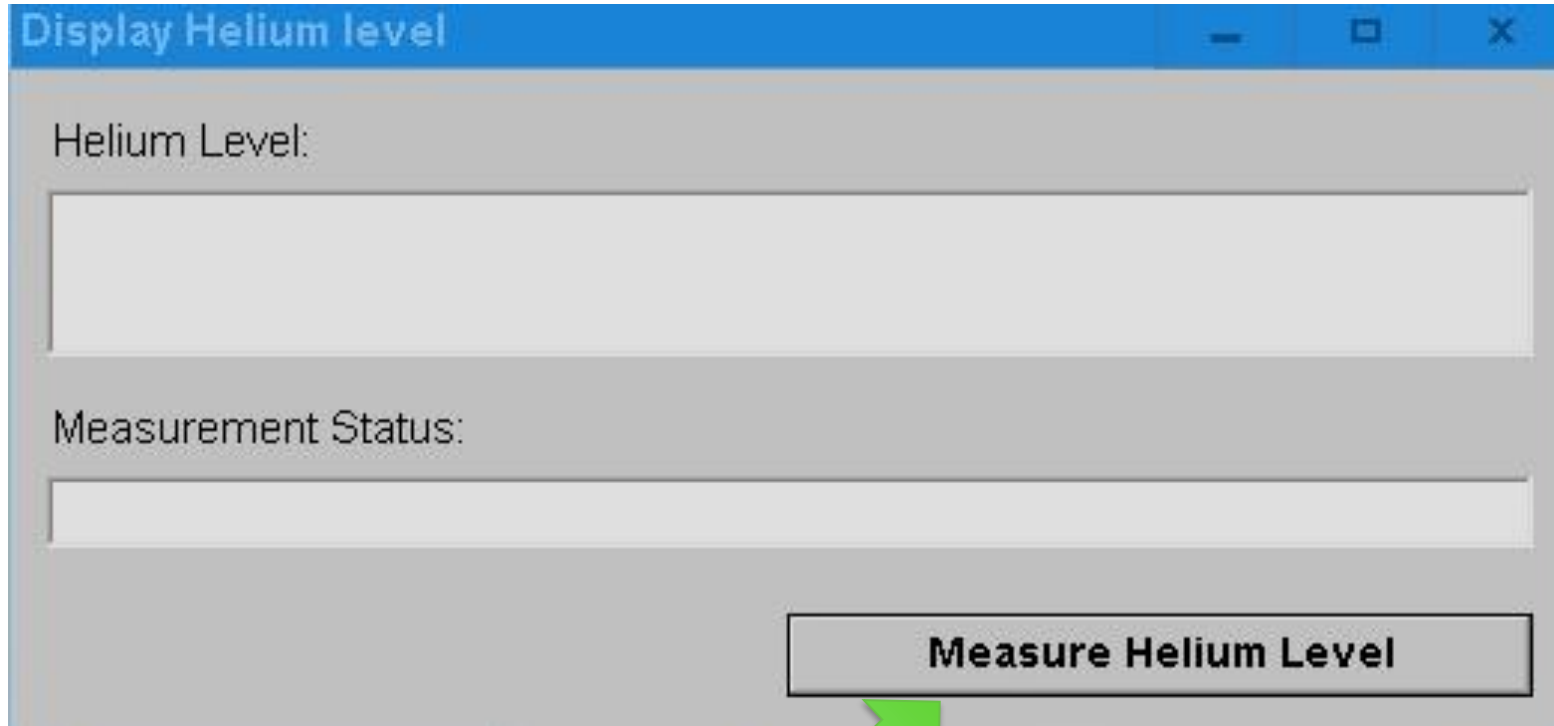 Display Helium level
Helium Level:
Measurement Status:
Measure Helium Level